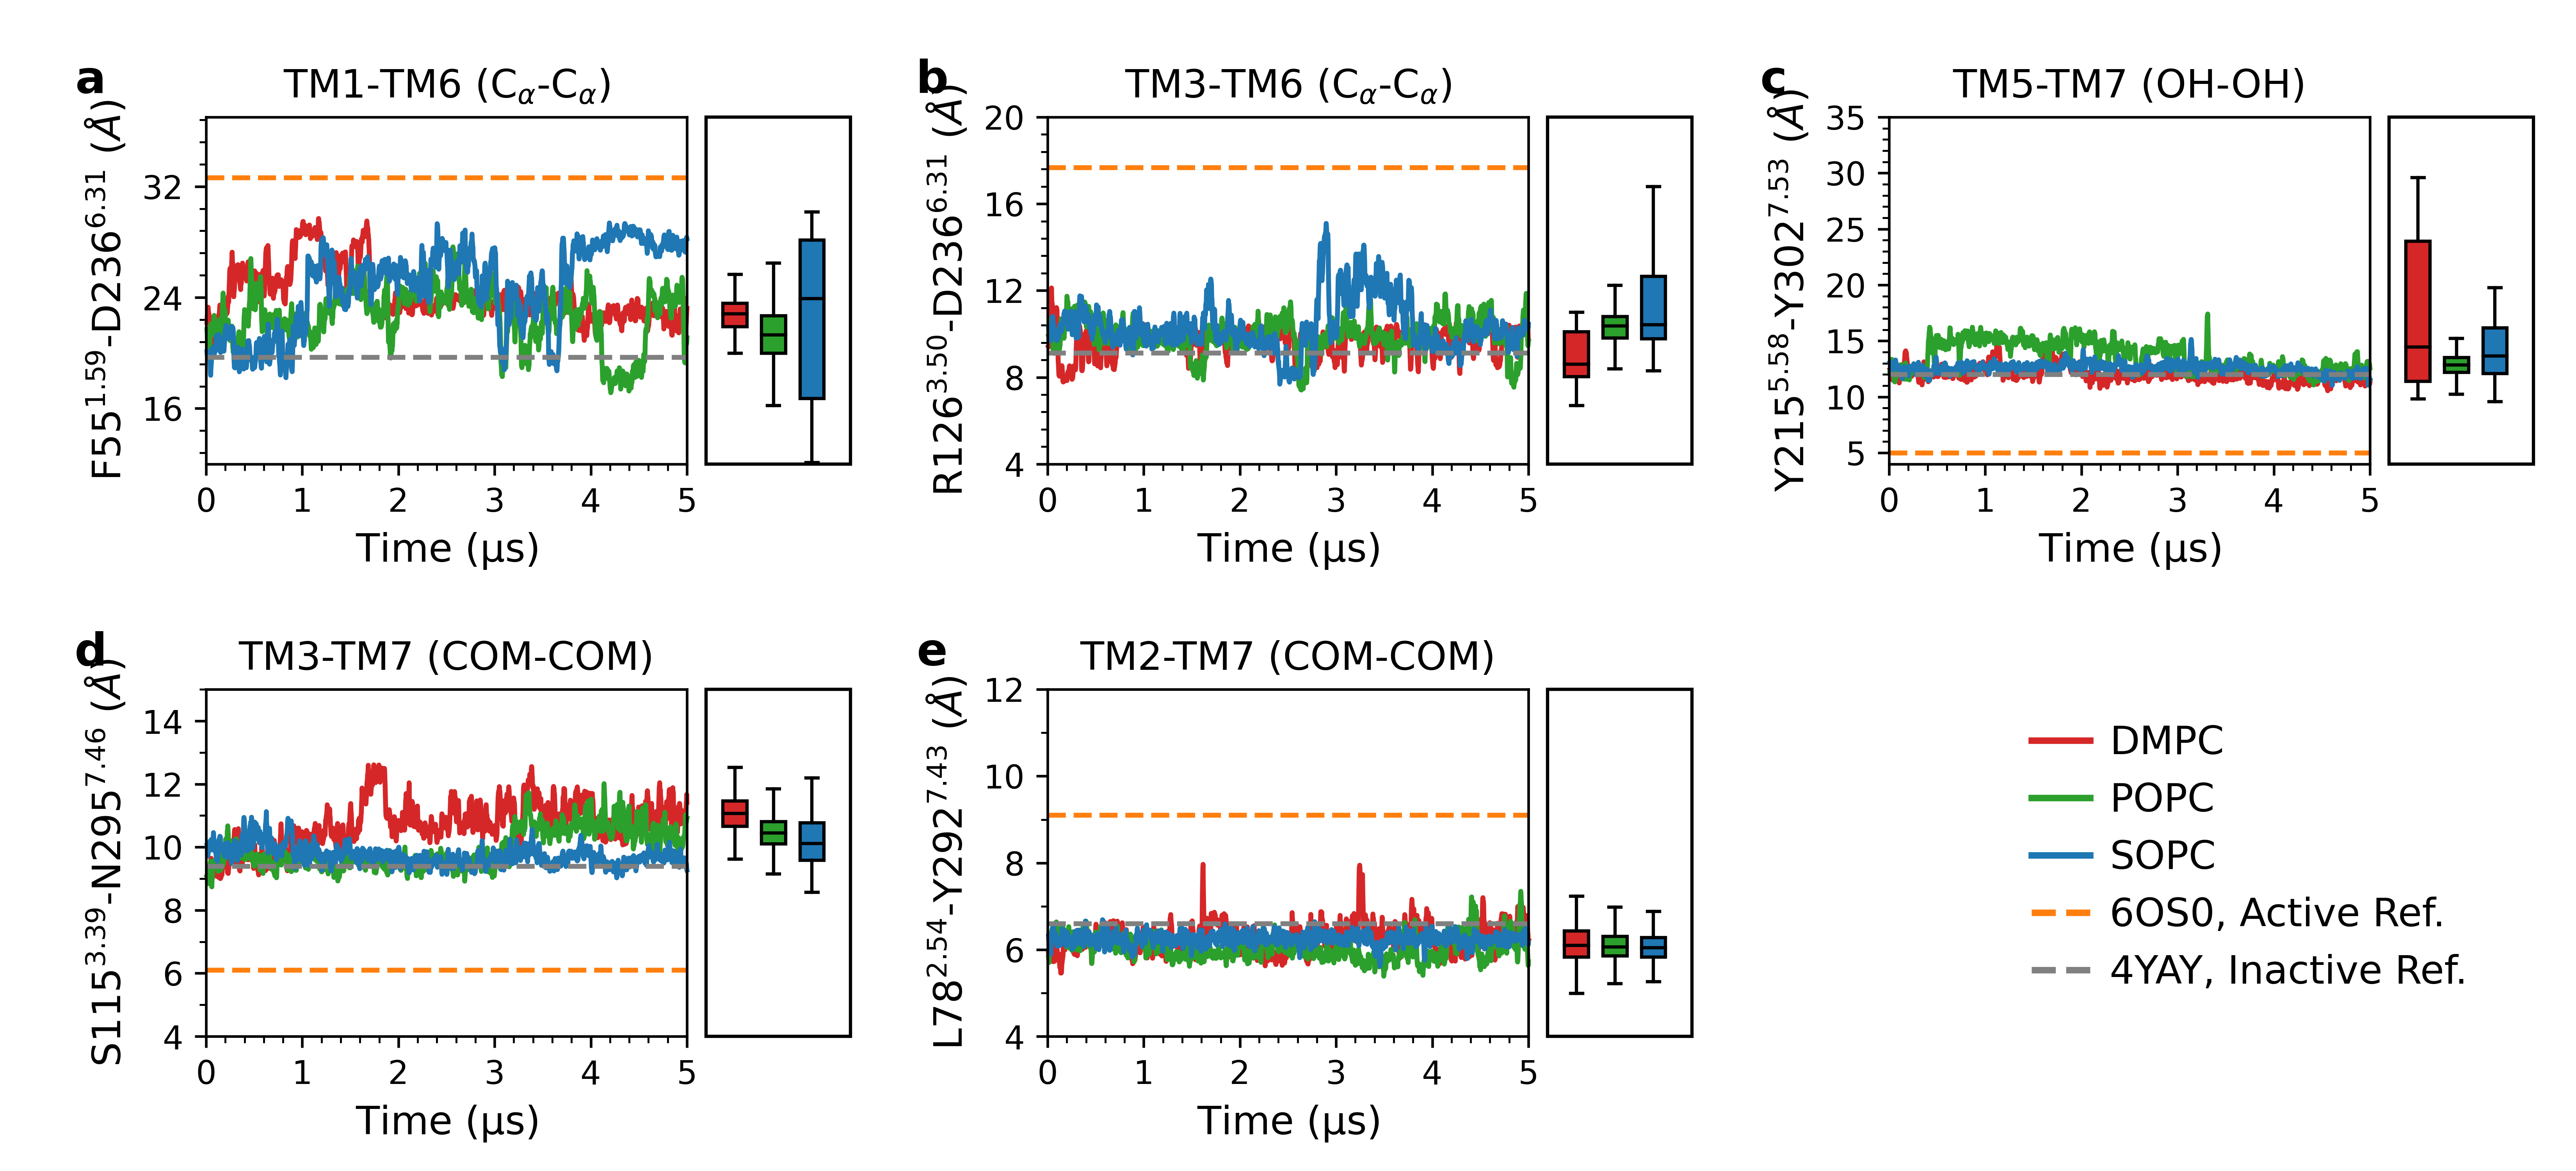 a
TM1-TM6 (Cα-Cα)
F55^1.59-D236^6.31 (Å)
32
24
16
0 1 2 3 4 5
Time (µs)
b
TM3-TM6 (Cα-Cα)
R126^3.50-D236^6.31 (Å)
20
16
12
8
4
0 1 2 3 4 5
Time (µs)
c
TM5-TM7 (OH-OH)
Y215^5.58-Y302^7.53 (Å)
35
30
25
20
15
10
5
0 1 2 3 4 5
Time (µs)
d
TM3-TM7 (COM-COM)
S115^3.39-N295^7.46 (Å)
14
12
10
8
6
4
0 1 2 3 4 5
Time (µs)
e
TM2-TM7 (COM-COM)
L78^2.54-Y292^7.43 (Å)
12
10
8
6
4
0 1 2 3 4 5
Time (µs)
DMPC
POPC
SOPC
6OS0, Active Ref.
4YAY, Inactive Ref.